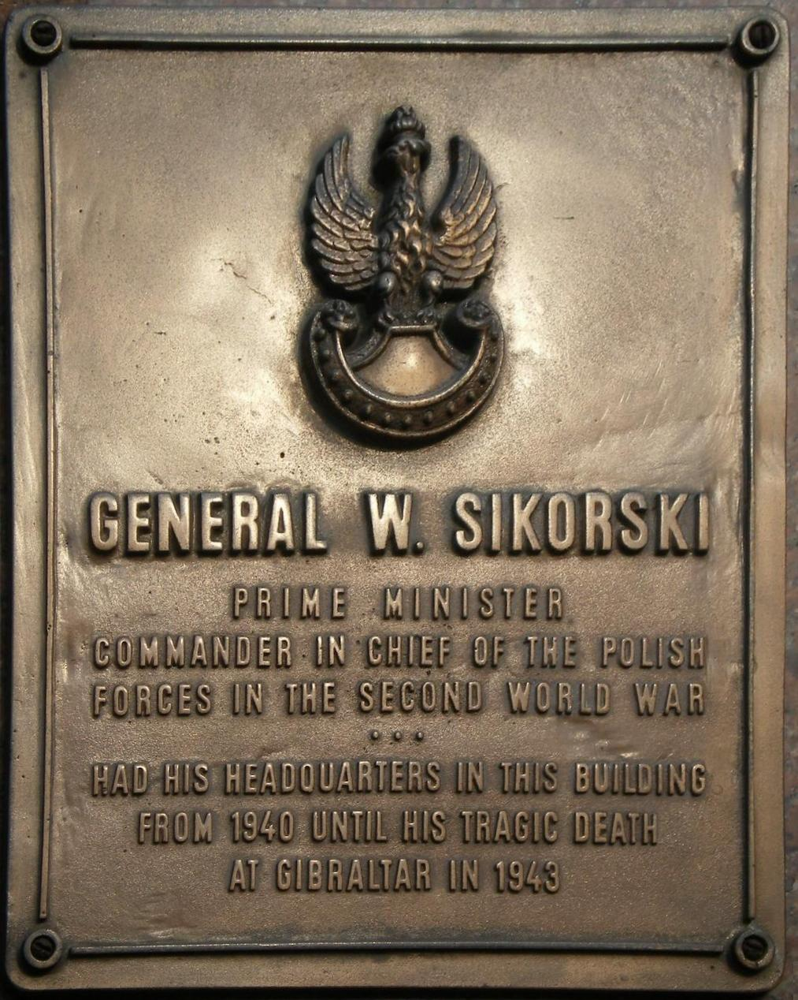 GENERAL W. SIKORSKI
PRIME MINISTER
COMMANDER IN CHIEF OF THE POLISH
FORCES IN THE SECOND WORLD WAR
...
HAD HIS HEADQUARTERS IN THIS BUILDING
FROM 1940 UNTIL HIS TRAGIC DEATH
AT GIBRALTAR IN 1943